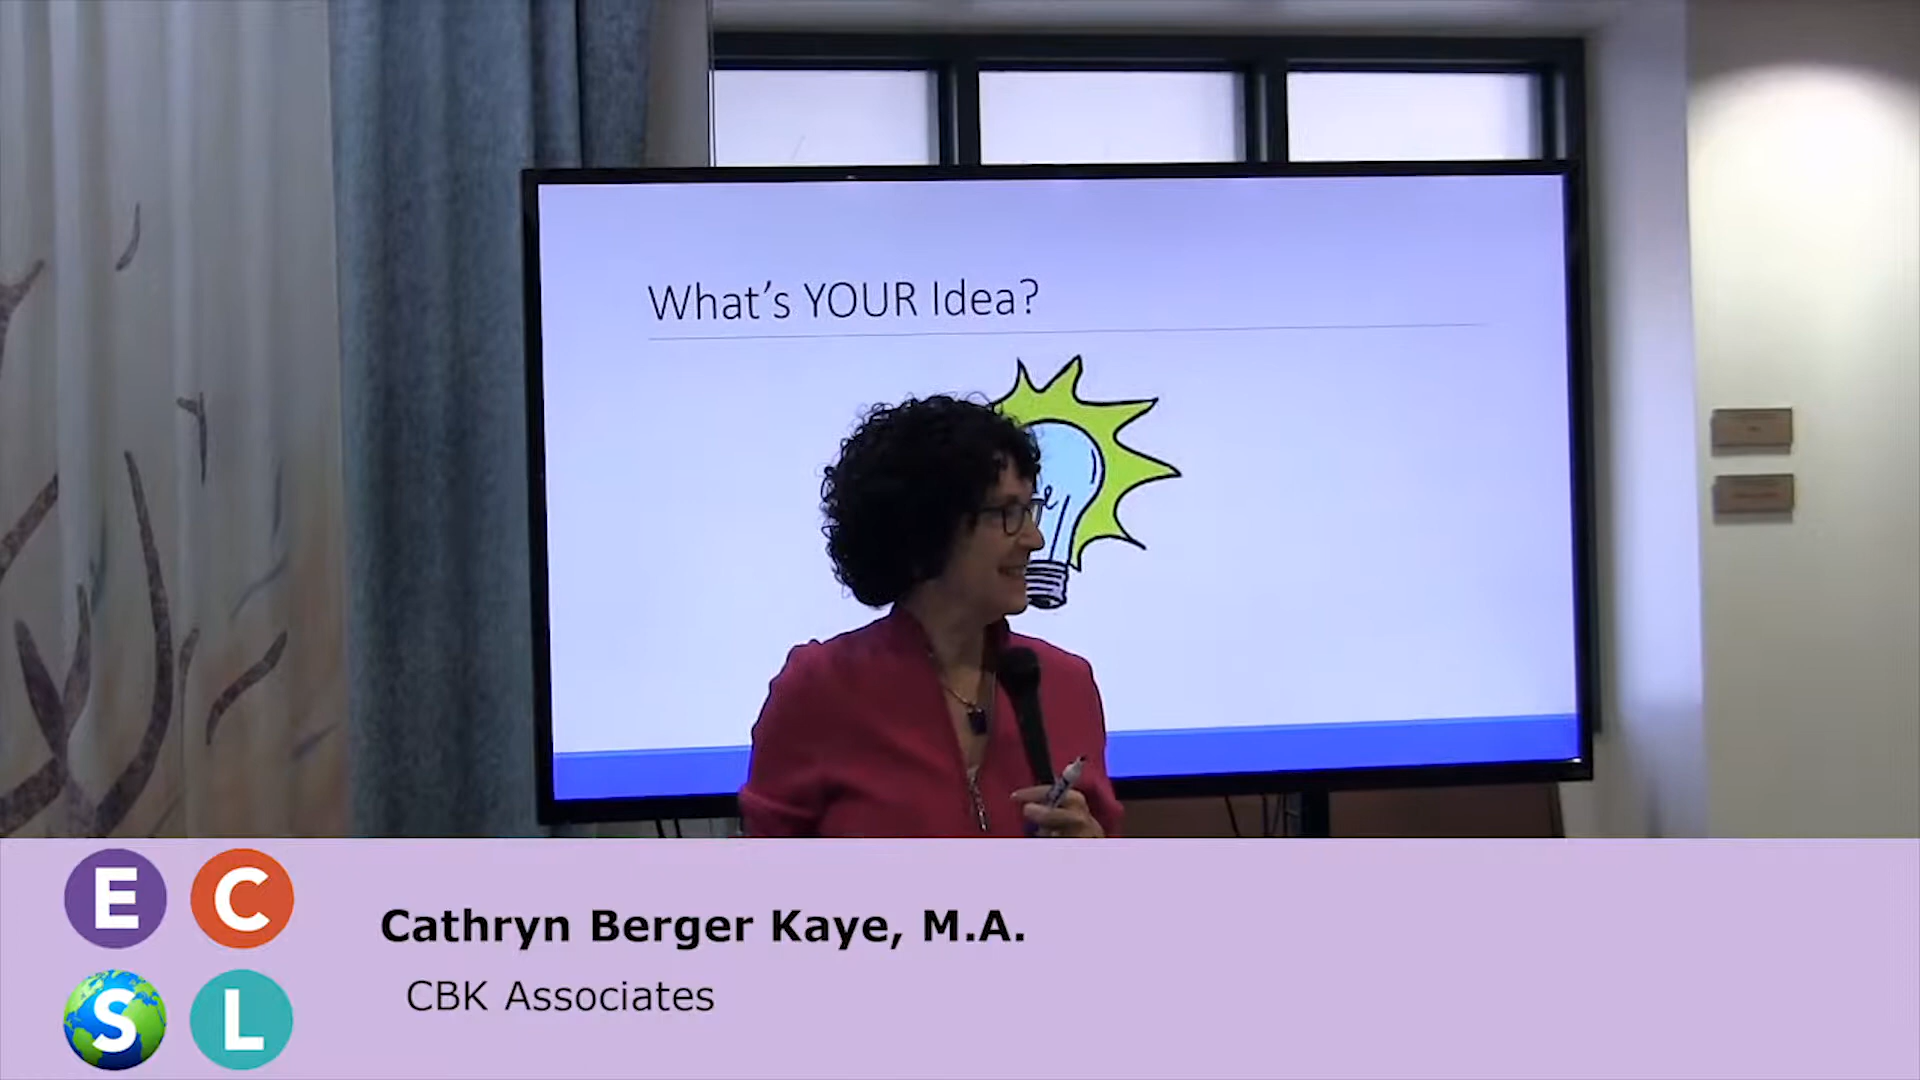 What's YOUR Idea?
E C
S L
Cathryn Berger Kaye, M.A.
CBK Associates